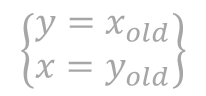 y = x_old
x = y_old